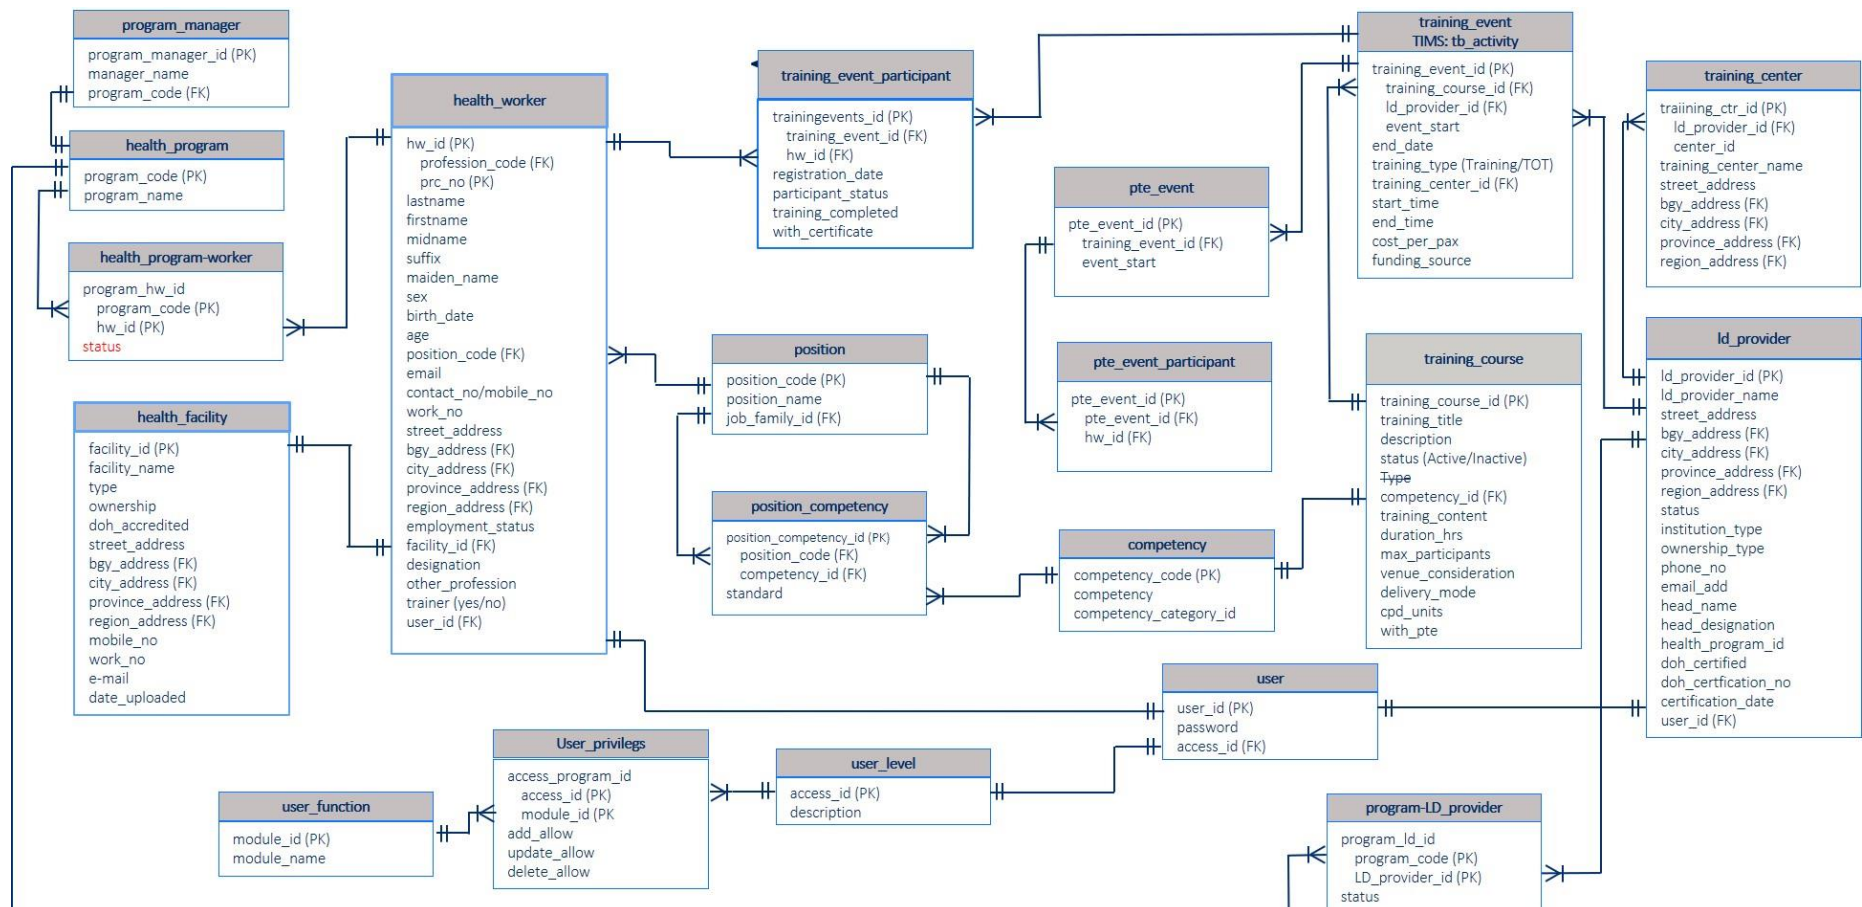 program_manager
program_manager_id (PK)
manager_name
program_code (FK)
health_program
program_code (PK)
program_name
health_program-worker
program_hw_id
program_code (PK)
hw_id (PK)
status
health_facility
facility_id (PK)
facility_name
type
ownership
doh_accredited
street_address
bgy_address (FK)
city_address (FK)
province_address (FK)
region_address (FK)
mobile_no
work_no
e-mail
date_uploaded
health_worker
hw_id (PK)
profession_code (FK)
prc_no (PK)
lastname
firstname
midname
suffix
maiden_name
sex
birth_date
age
position_code (FK)
email
contact_no/mobile_no
work_no
street_address
bgy_address (FK)
city_address (FK)
province_address (FK)
region_address (FK)
employment_status
facility_id (FK)
designation
other_profession
trainer (yes/no)
user_id (FK)
training_event_participant
trainingevents_id (PK)
training_event_id (FK)
hw_id (FK)
registration_date
participant_status
training_completed
with_certificate
position
position_code (PK)
position_name
job_family_id (FK)
position_competency
position_competency_id (PK)
position_code (FK)
competency_id (FK)
standard
pte_event
pte_event_id (PK)
training_event_id (FK)
event_start
pte_event_participant
pte_event_id (PK)
pte_event_id (FK)
hw_id (FK)
competency
competency_code (PK)
competency
competency_category_id
training_event
TIMS: tb_activity
training_event_id (PK)
training_course_id (FK)
ld_provider_id (FK)
event_start
end_date
training_type (Training/TOT)
training_center_id (FK)
start_time
end_time
cost_per_pax
funding_source
training_course
training_course_id (PK)
training_title
description
status (Active/Inactive)
Type
competency_id (FK)
training_content
duration_hrs
max_participants
venue_consideration
delivery_mode
cpd_units
with_pte
training_center
traiining_ctr_id (PK)
ld_provider_id (FK)
center_id
training_center_name
street_address
bgy_address (FK)
city_address (FK)
province_address (FK)
region_address (FK)
ld_provider
ld_provider_id (PK)
ld_provider_name
street_address
bgy_address (FK)
city_address (FK)
province_address (FK)
region_address (FK)
status
institution_type
ownership_type
phone_no
email_add
head_name
head_designation
health_program_id
doh_certified
doh_certfication_no
certification_date
user_id (FK)
user
user_id (PK)
password
access_id (FK)
user_level
access_id (PK)
description
User_privilegs
access_program_id
access_id (PK)
module_id (PK
add_allow
update_allow
delete_allow
user_function
module_id (PK)
module_name
program-LD_provider
program_ld_id
program_code (PK)
LD_provider_id (PK)
status